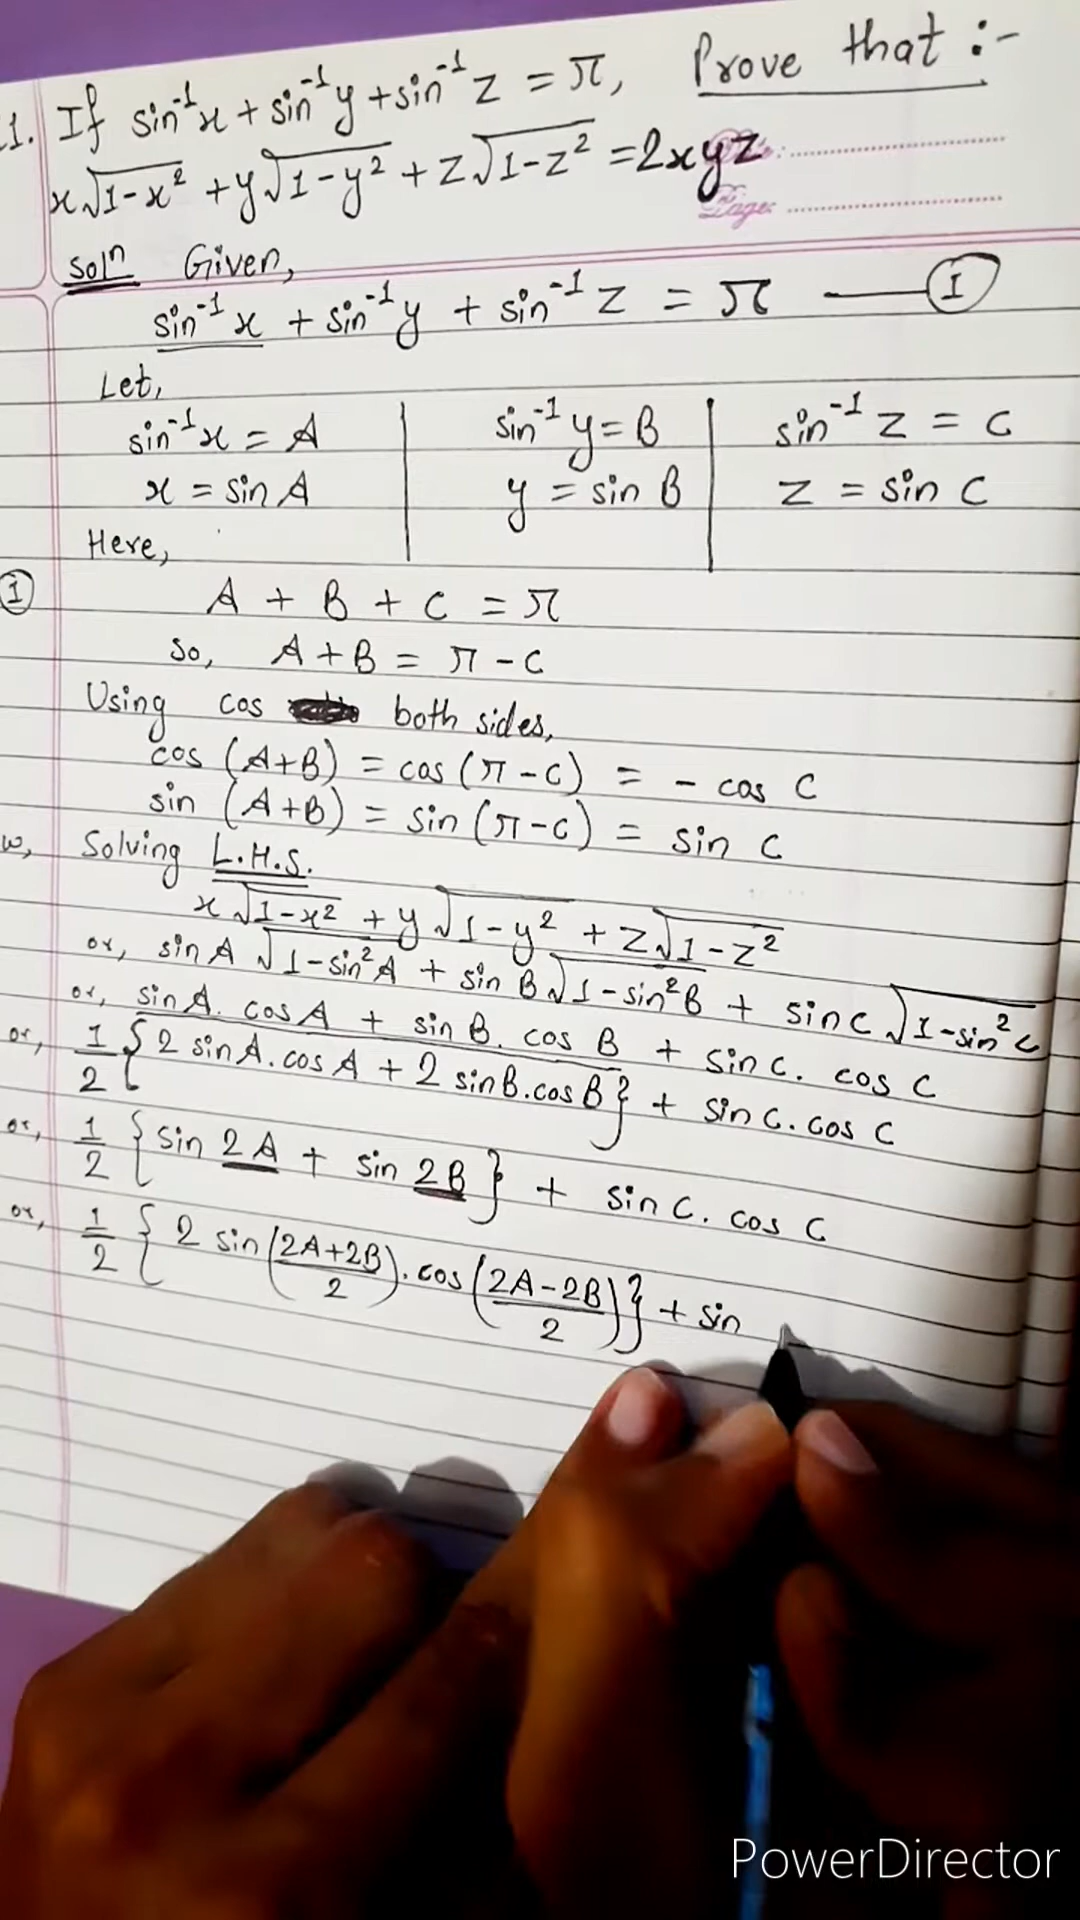 1. If sin⁻¹x + sin⁻¹y + sin⁻¹z = π, Prove that :-
x√1-x² + y√1-y² + z√1-z² = 2xyz
Page:
Solⁿ Given,
sin⁻¹x + sin⁻¹y + sin⁻¹z = π —— (I)
Let,
sin⁻¹x = A | sin⁻¹y = B | sin⁻¹z = C
x = sin A | y = sin B | z = sin C
Here,
(I) A + B + C = π
So, A + B = π - C
Using cos both sides,
cos (A+B) = cos (π - C) = - cos C
sin (A+B) = sin (π - C) = sin C
w, Solving L.H.S.
x√1-x² + y√1-y² + z√1-z²
or, sin A √1-sin²A + sin B √1-sin²B + sin C √1-sin²C
or, sin A. cos A + sin B. cos B + sin C. cos C
or, 1/2 {2 sin A. cos A + 2 sin B. cos B} + sin C. cos C
or, 1/2 {sin 2A + sin 2B} + sin C. cos C
or, 1/2 {2 sin (2A+2B/2). cos (2A-2B/2)} + sin
PowerDirector